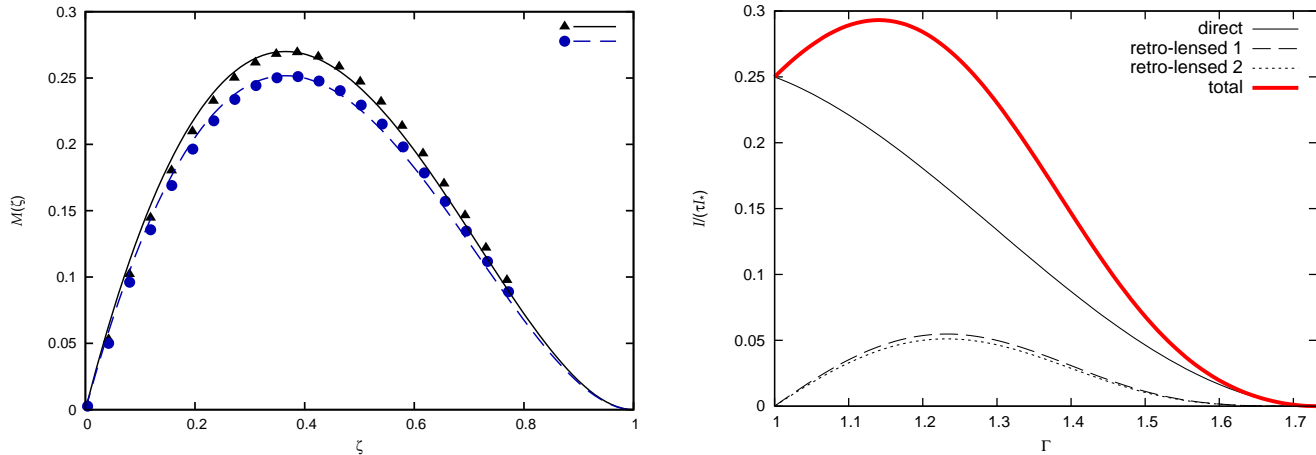 0.3
0.25
0.2
0.15
0.1
0.05
0
M(ζ)
0 0.2 0.4 0.6 0.8 1
ζ
0.3
0.25
0.2
0.15
0.1
0.05
0
I/(τI*)
direct
retro-lensed 1
retro-lensed 2
total
1 1.1 1.2 1.3 1.4 1.5 1.6 1.7
Γ